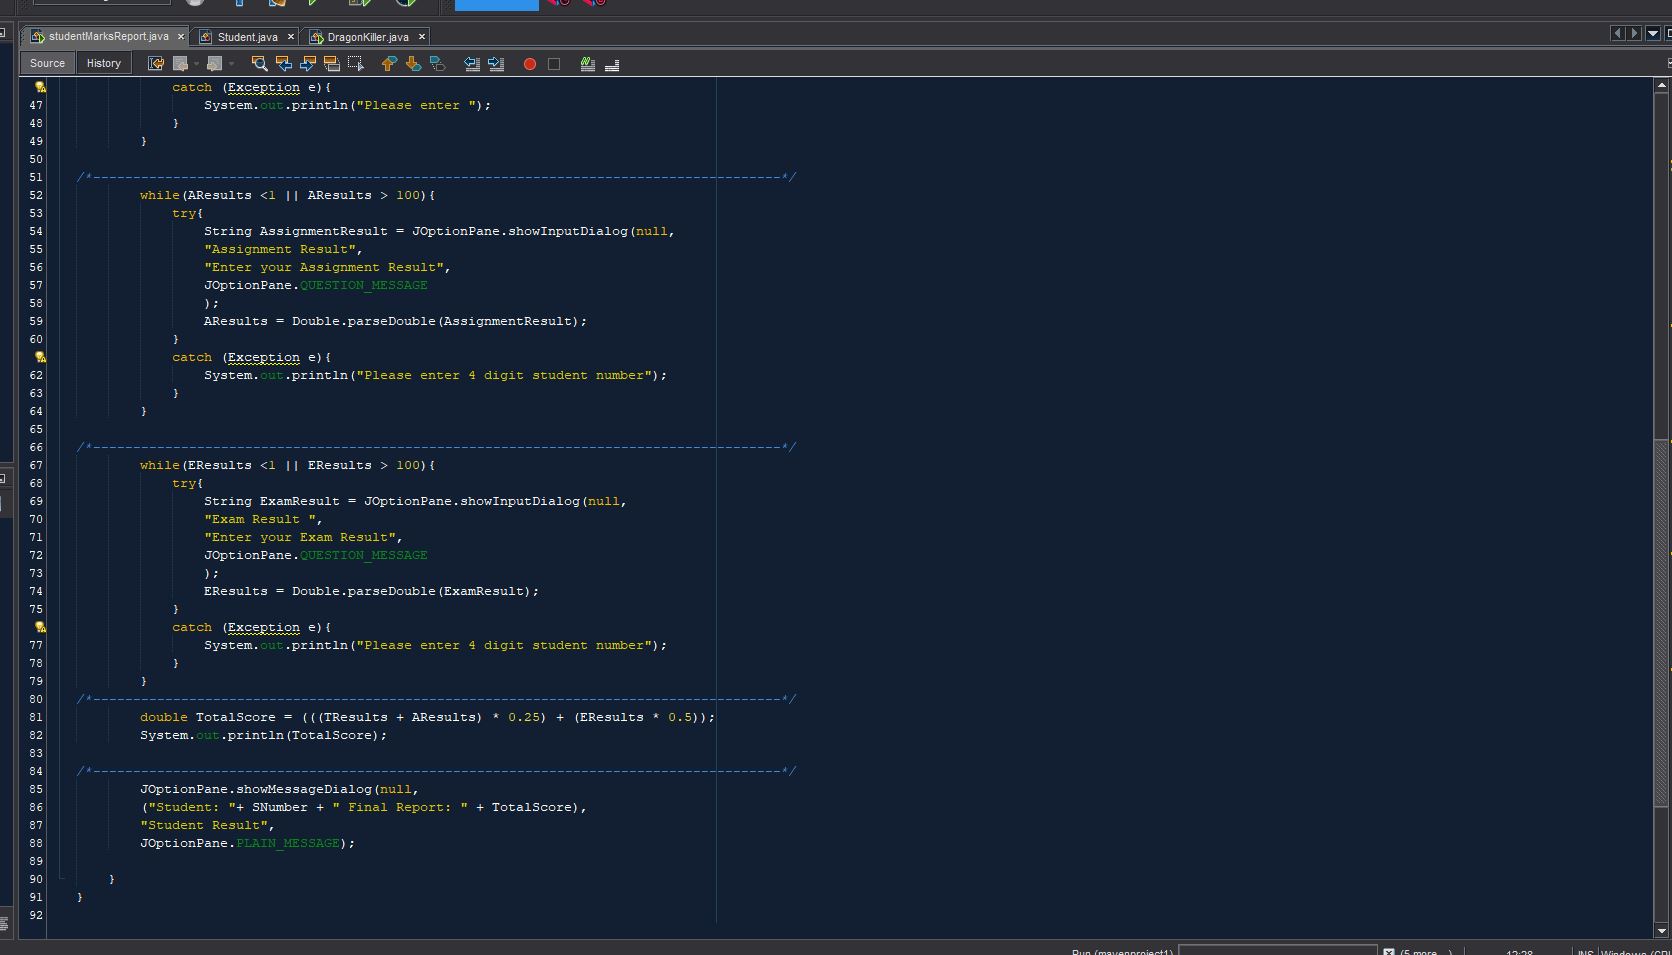 studentMarksReport.java × Student.java × DragonKiller.java ×
Source History
catch (Exception e){
47 System.out.println("Please enter ");
48 }
49 }
50
51 /*--------------------------------------------------------------------------------------*/
52 while(AResults <1 || AResults > 100){
53 try{
54 String AssignmentResult = JOptionPane.showInputDialog(null,
55 "Assignment Result",
56 "Enter your Assignment Result",
57 JOptionPane.QUESTION_MESSAGE
58 );
59 AResults = Double.parseDouble(AssignmentResult);
60 }
catch (Exception e){
62 System.out.println("Please enter 4 digit student number");
63 }
64 }
65
66 /*--------------------------------------------------------------------------------------*/
67 while(EResults <1 || EResults > 100){
68 try{
69 String ExamResult = JOptionPane.showInputDialog(null,
70 "Exam Result ",
71 "Enter your Exam Result",
72 JOptionPane.QUESTION_MESSAGE
73 );
74 EResults = Double.parseDouble(ExamResult);
75 }
catch (Exception e){
77 System.out.println("Please enter 4 digit student number");
78 }
79 }
80 /*--------------------------------------------------------------------------------------*/
81 double TotalScore = (((TResults + AResults) * 0.25) + (EResults * 0.5));
82 System.out.println(TotalScore);
83
84 /*--------------------------------------------------------------------------------------*/
85 JOptionPane.showMessageDialog(null,
86 ("Student: "+ SNumber + " Final Report: " + TotalScore),
87 "Student Result",
88 JOptionPane.PLAIN_MESSAGE);
89
90 }
91 }
92
Run (mavenproject1) (5 more...) 12:28 INS Windows